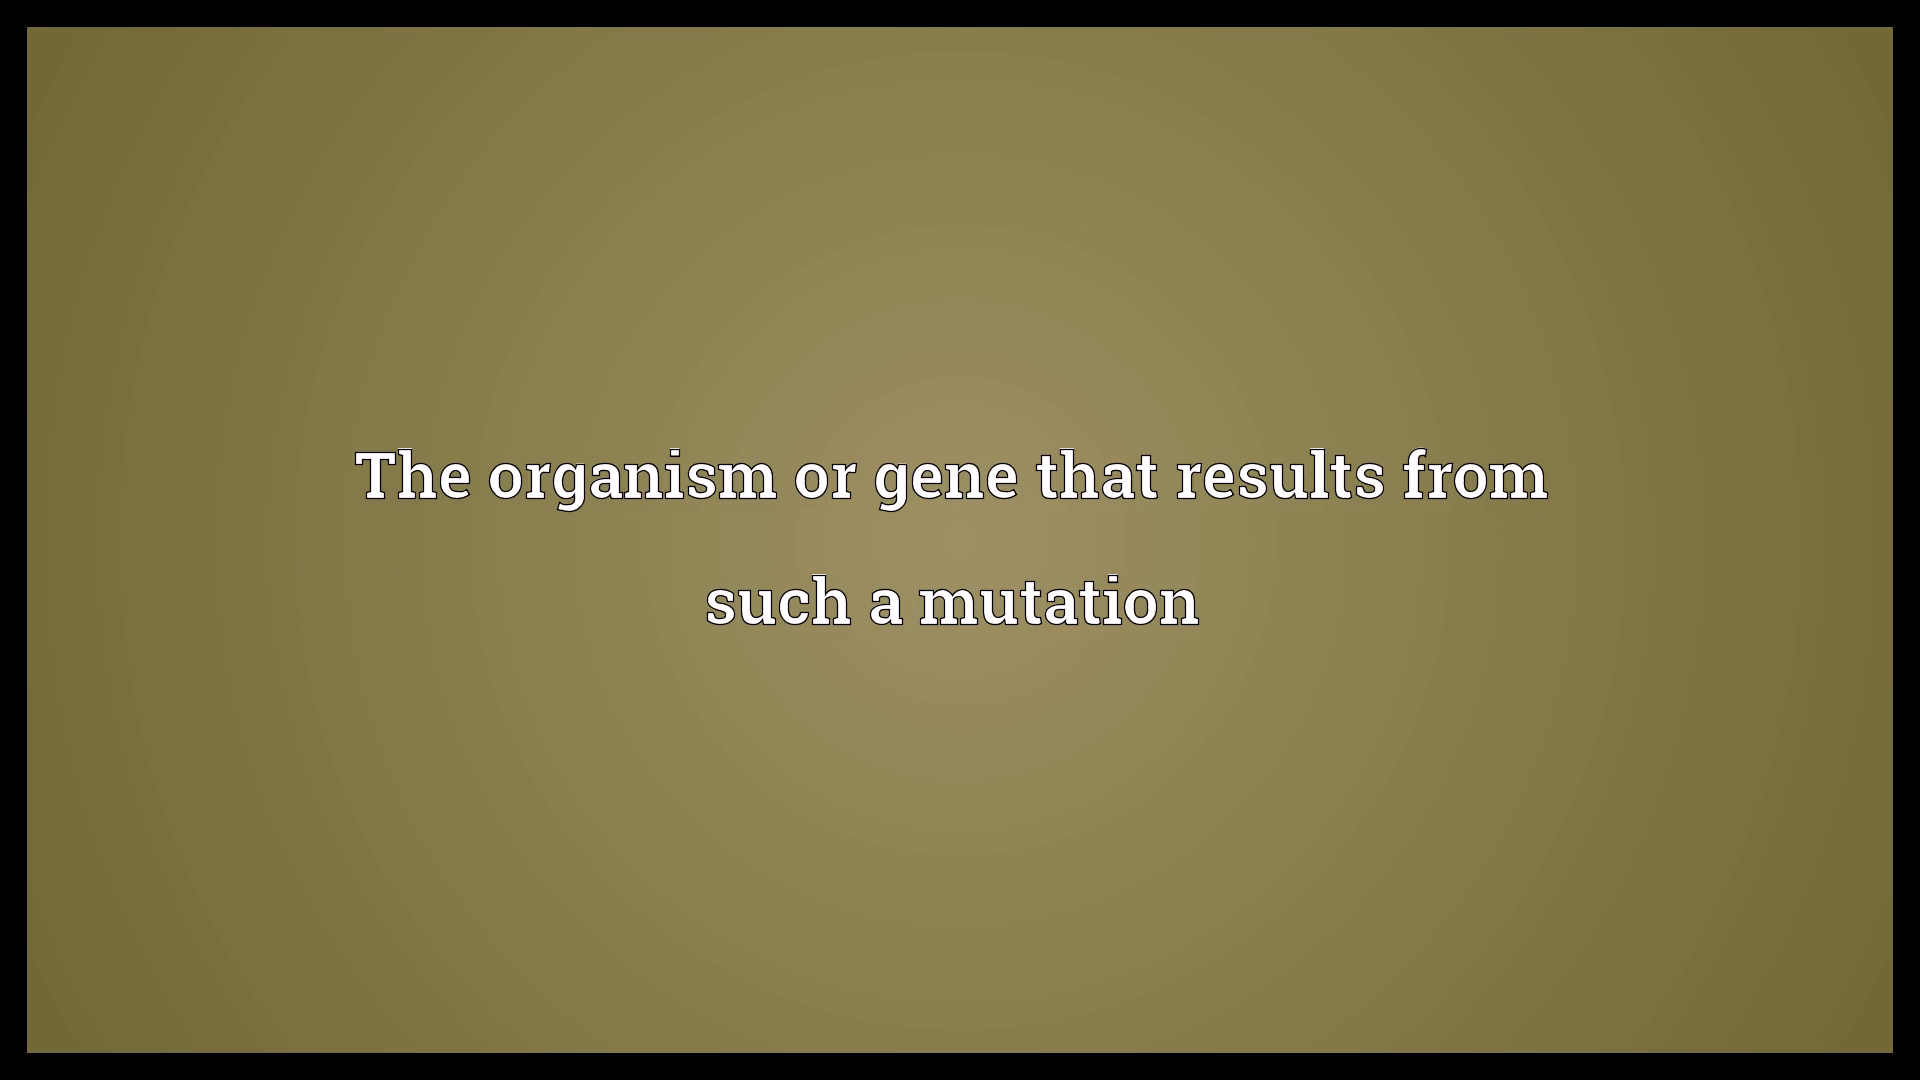 The organism or gene that results from
such a mutation